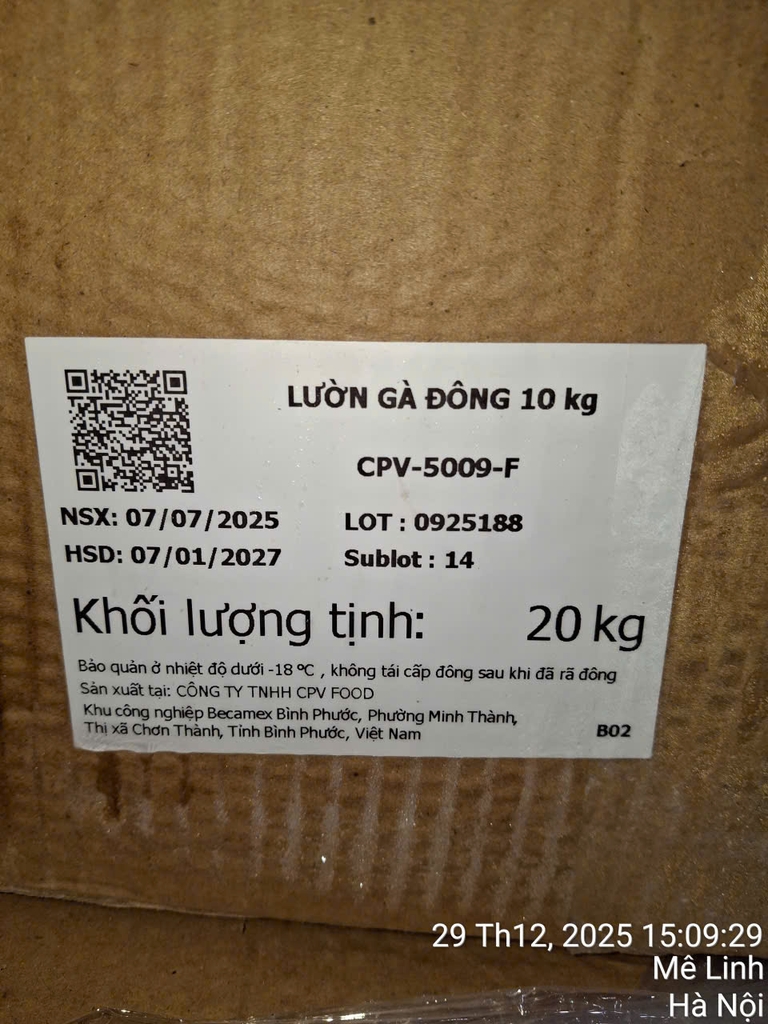 LƯỜN GÀ ĐÔNG 10 kg
CPV-5009-F
NSX: 07/07/2025 LOT : 0925188
HSD: 07/01/2027 Sublot : 14
Khối lượng tịnh: 20 kg
Bảo quản ở nhiệt độ dưới -18 ºC , không tái cấp đông sau khi đã rã đông
Sản xuất tại: CÔNG TY TNHH CPV FOOD
Khu công nghiệp Becamex Bình Phước, Phường Minh Thành,
Thị xã Chơn Thành, Tỉnh Bình Phước, Việt Nam B02
29 Th12, 2025 15:09:29
Mê Linh
Hà Nội